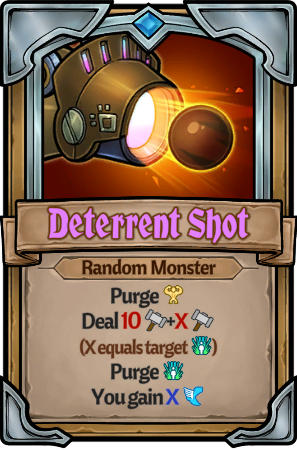 Deterrent Shot
Random Monster
Purge
Deal 10 +X
(X equals target )
Purge
You gain X